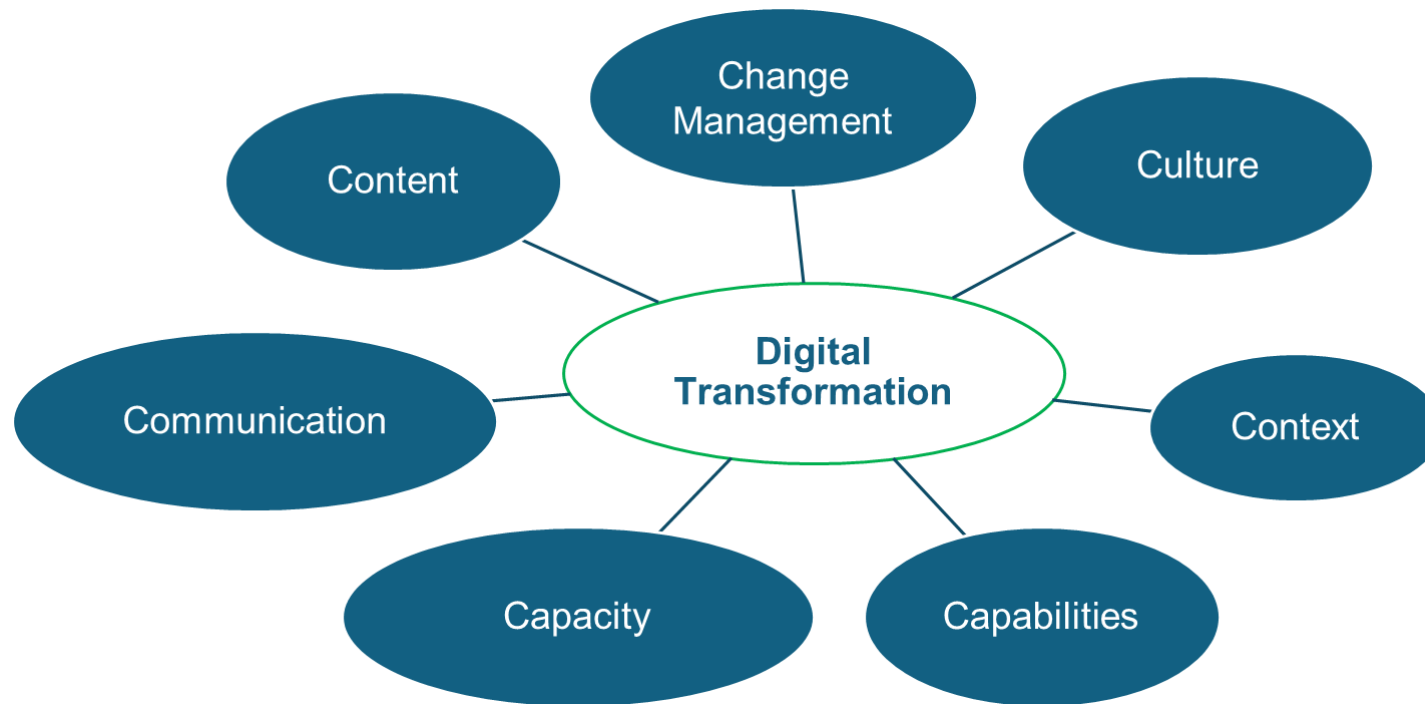 Change
Management
Content
Culture
Digital
Transformation
Communication
Context
Capacity
Capabilities